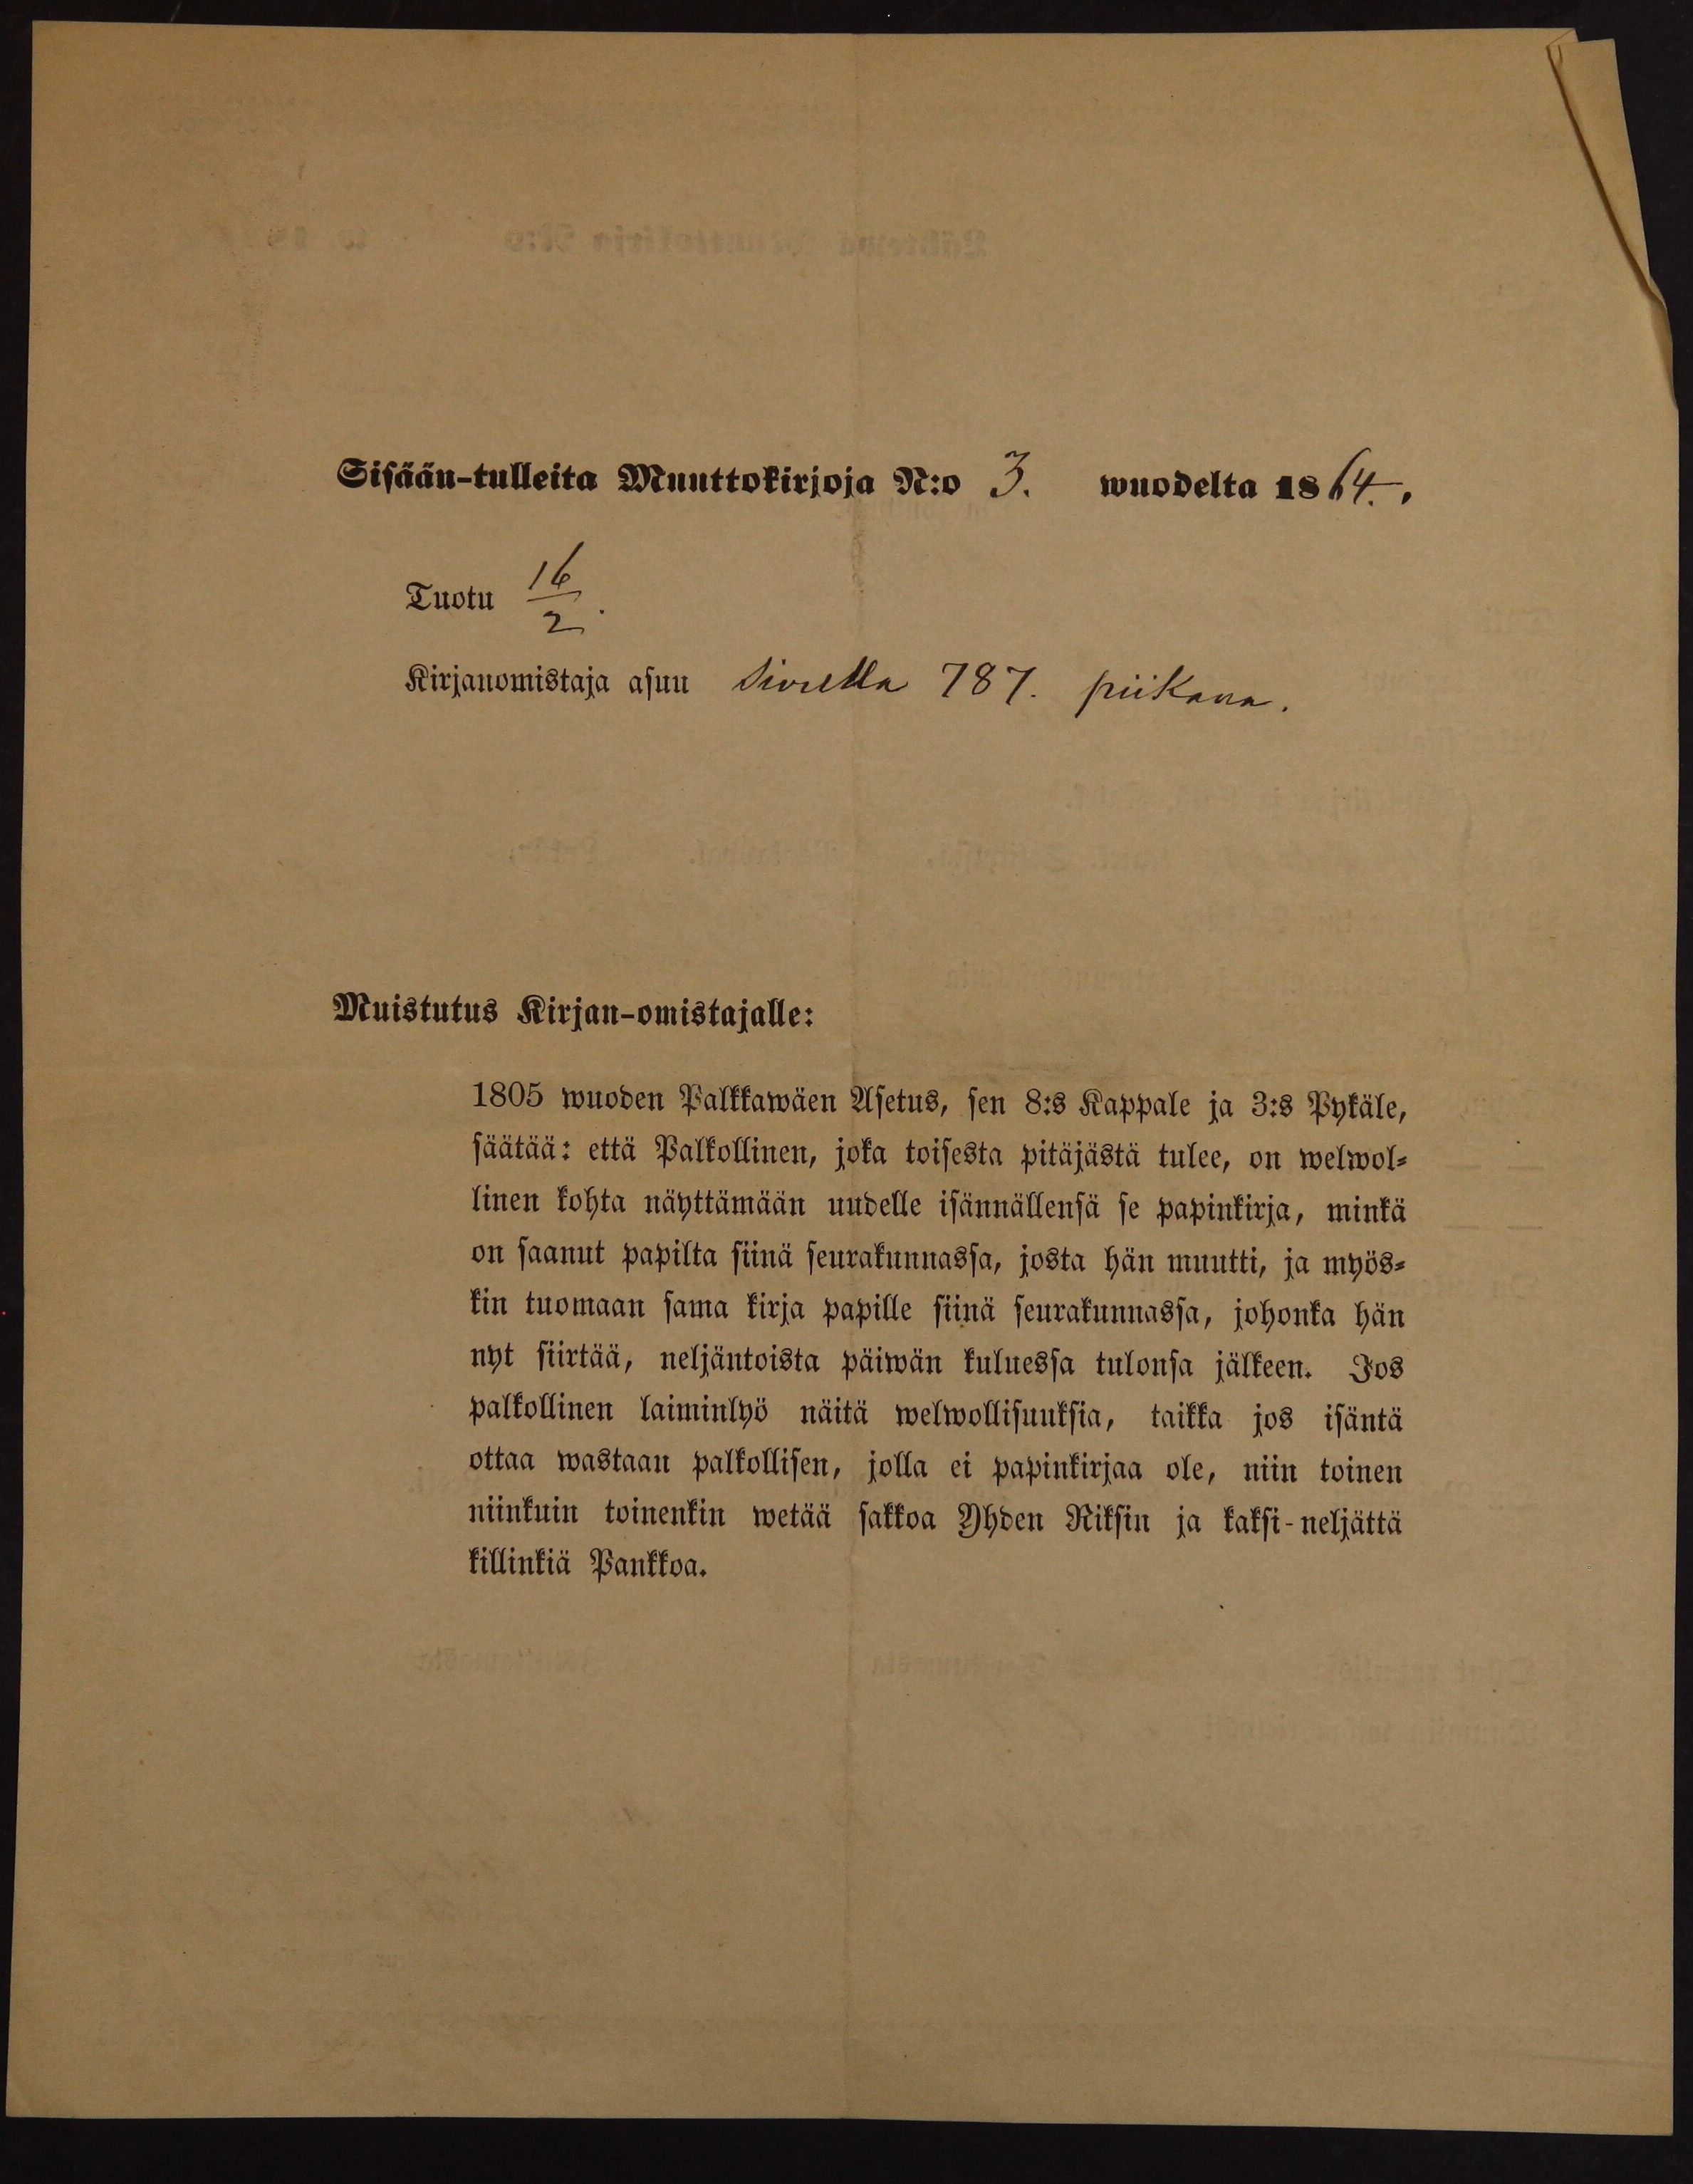 Sisään-tulleita Muuttokirjoja N:o 3. wuodelta 1864.
Tuotu 16/2.
Kirjanomistaja asuu sivulla 787. piikana.
Muistutus Kirjan-omistajalle:
1805 wuoden Palkkawäen Asetus, sen 8:s Kappale ja 3:s Pykäle,
säätää: että Palkollinen, joka toisesta pitäjästä tulee, on welwol-
linen kohta näyttämään uudelle isännällensä se papinkirja, minkä
on saanut papilta siinä seurakunnassa, josta hän muutti, ja myös-
kin tuomaan sama kirja papille siinä seurakunnassa, johonka hän
nyt siirtää, neljäntoista päiwän kuluessa tulonsa jälkeen. Jos
palkollinen laiminlyö näitä welwollisuuksia, taikka jos isäntä
ottaa wastaan palkollisen, jolla ei papinkirjaa ole, niin toinen
niinkuin toinenkin wetää sakkoa Yhden Riksin ja kaksi-neljättä
killinkiä Pankkoa.